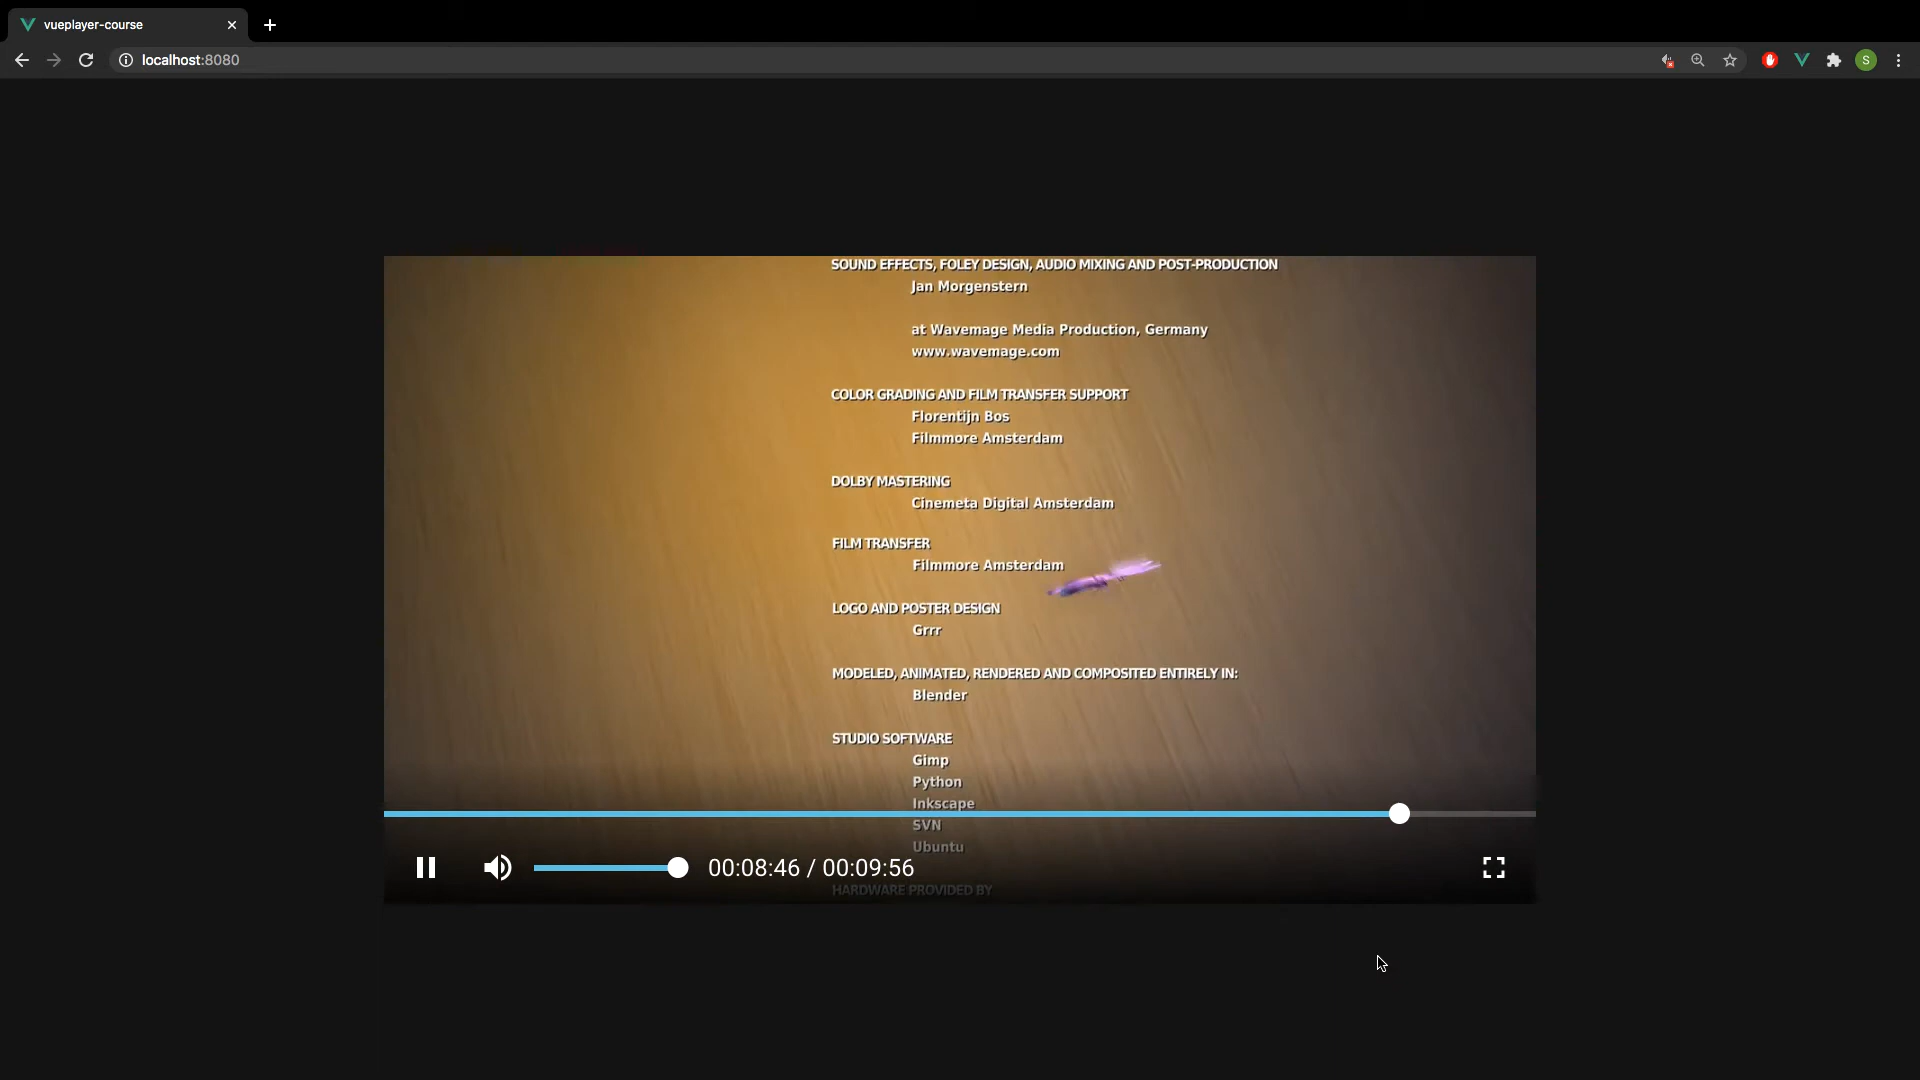 vueplayer-course
localhost:8080
S
SOUND EFFECTS, FOLEY DESIGN, AUDIO MIXING AND POST-PRODUCTION
Jan Morgenstern
at Wavemage Media Production, Germany
www.wavemage.com
COLOR GRADING AND FILM TRANSFER SUPPORT
Florentijn Bos
Filmmore Amsterdam
DOLBY MASTERING
Cinemeta Digital Amsterdam
FILM TRANSFER
Filmmore Amsterdam
LOGO AND POSTER DESIGN
Grrr
MODELED, ANIMATED, RENDERED AND COMPOSITED ENTIRELY IN:
Blender
STUDIO SOFTWARE
Gimp
Python
Inkscape
SVN
Ubuntu
00:08:46 / 00:09:56
HARDWARE PROVIDED BY